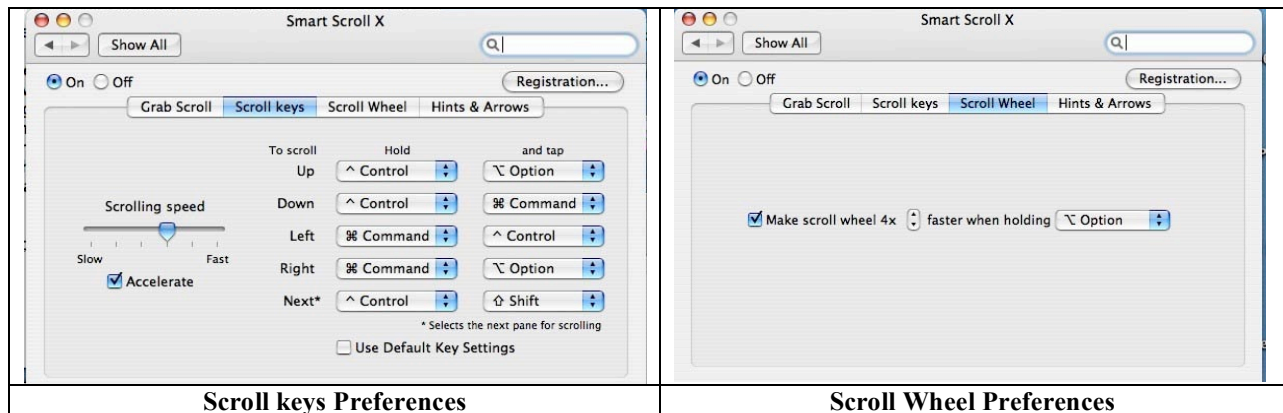 Smart Scroll X
Show All
On Off Registration...
Grab Scroll Scroll keys Scroll Wheel Hints & Arrows
To scroll Hold and tap
Up ^ Control ⌥ Option
Scrolling speed
Down ^ Control ⌘ Command
Left ⌘ Command ^ Control
Slow Fast
Right ⌘ Command ⌥ Option
Accelerate
Next* ^ Control ⇧ Shift
* Selects the next pane for scrolling
Use Default Key Settings
Scroll keys Preferences
Smart Scroll X
Show All
On Off Registration...
Grab Scroll Scroll keys Scroll Wheel Hints & Arrows
Make scroll wheel 4x faster when holding ⌥ Option
Scroll Wheel Preferences